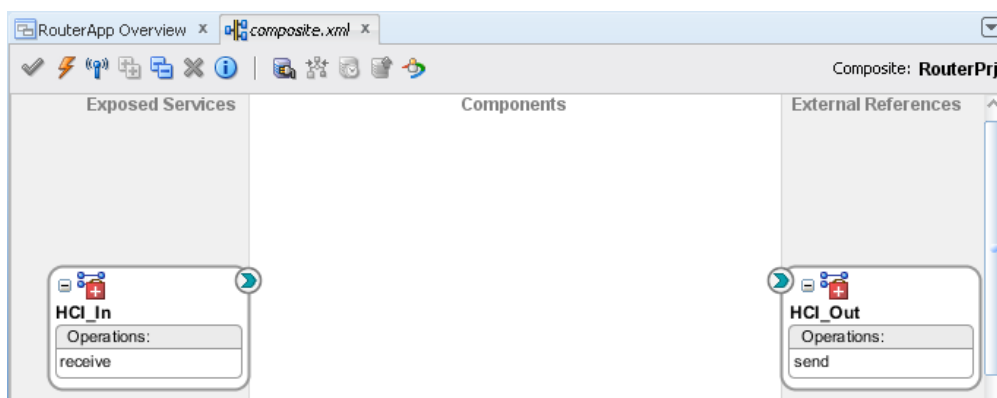 RouterApp Overview x composite.xml x
Composite: RouterPrj
Exposed Services Components External References
HCI_In
Operations:
receive
HCI_Out
Operations:
send